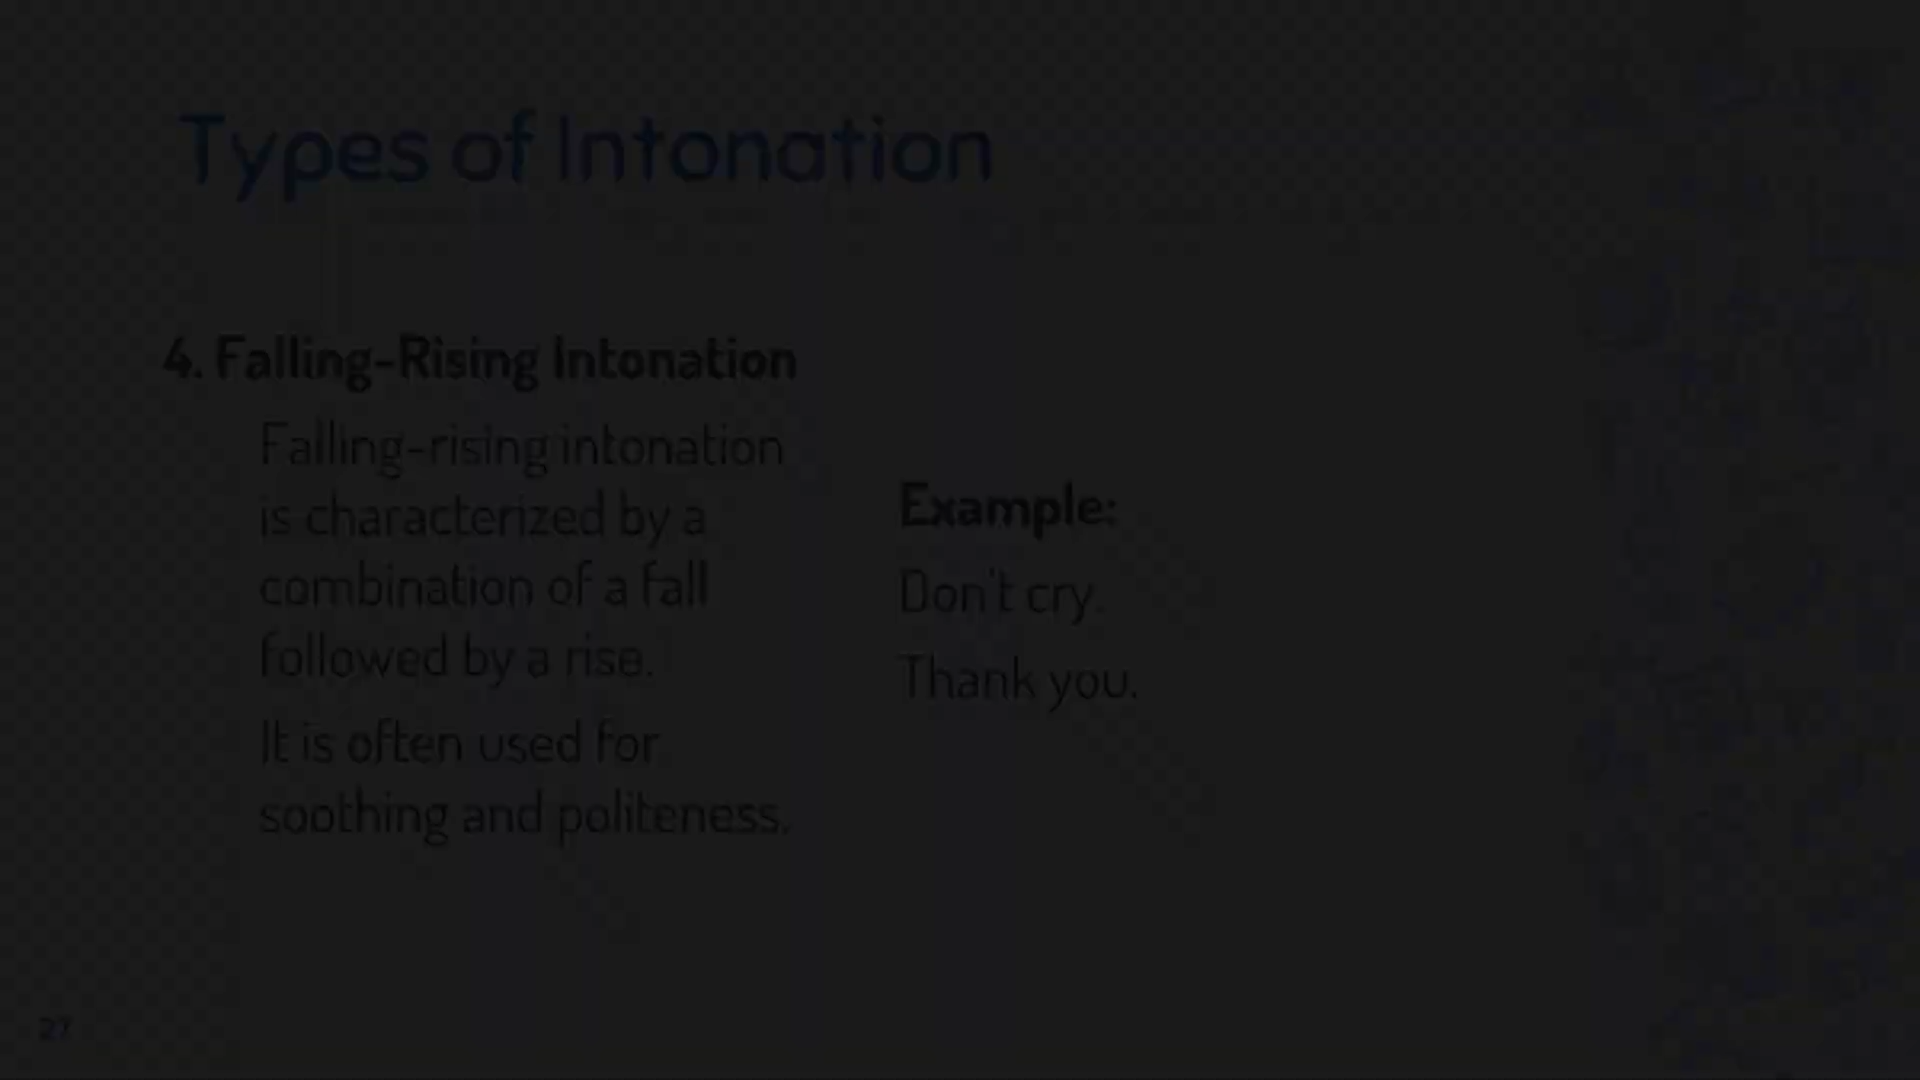 Types of Intonation
4. Falling-Rising Intonation
Falling-rising intonation
is characterized by a
combination of a fall
followed by a rise.
It is often used for
soothing and politeness.
Example:
Don't cry.
Thank you.
27